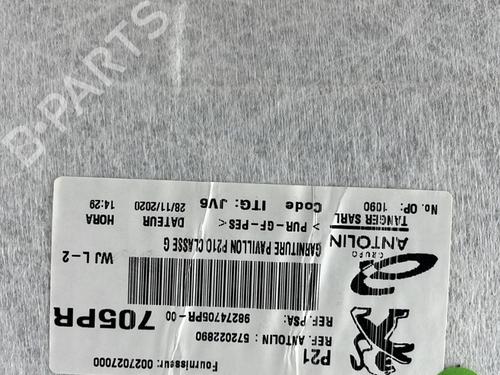 B-PARTS
P21
REF. ANTOLIN : 572022890
REF. PSA: 98274705PR-00
705PR
Fournisseur: 0027027000
GRUPO
ANTOLIN
TANGER SARL
No. OP: 1090
GARNITURE PAVILLON P210 CLASSE G
> PUR-GF-PES<
Code ITG: JV6
WJ L-2
DATEUR
28/11/2020
HORA
14:29